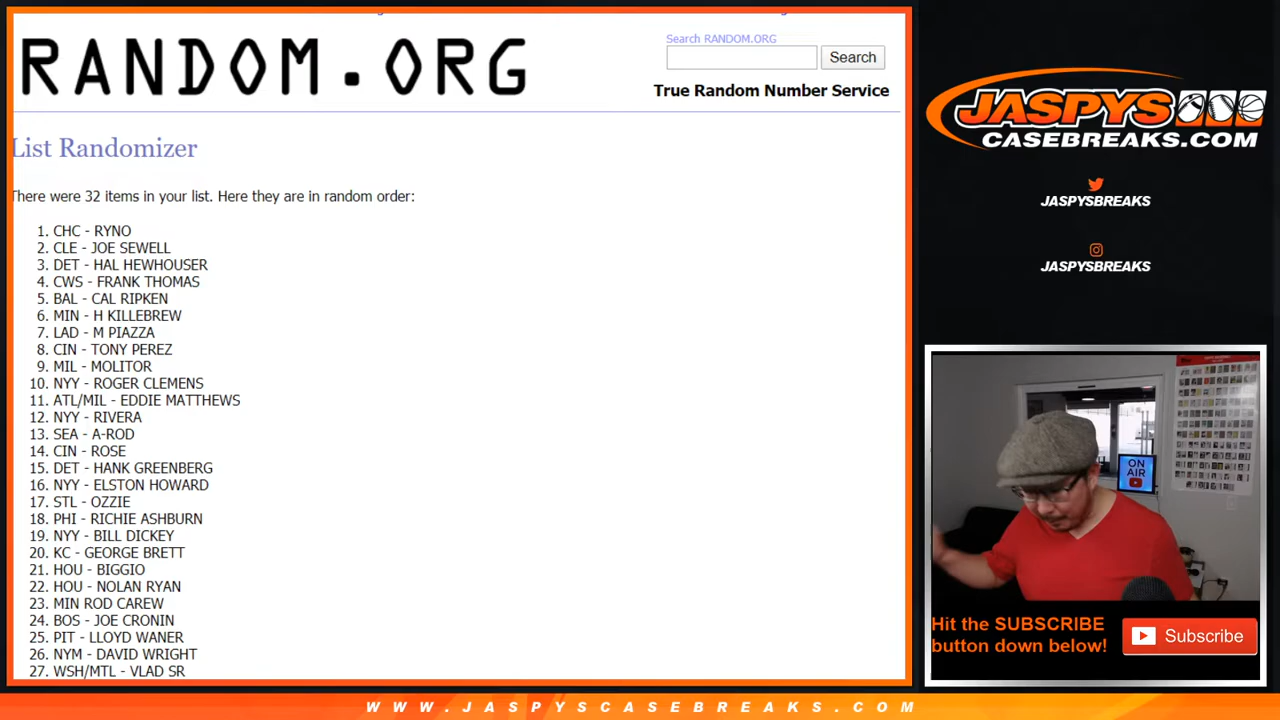 RANDOM.ORG
Search RANDOM.ORG
Search
True Random Number Service
List Randomizer
There were 32 items in your list. Here they are in random order:
1. CHC - RYNO
2. CLE - JOE SEWELL
3. DET - HAL HEWHOUSER
4. CWS - FRANK THOMAS
5. BAL - CAL RIPKEN
6. MIN - H KILLEBREW
7. LAD - M PIAZZA
8. CIN - TONY PEREZ
9. MIL - MOLITOR
10. NYY - ROGER CLEMENS
11. ATL/MIL - EDDIE MATTHEWS
12. NYY - RIVERA
13. SEA - A-ROD
14. CIN - ROSE
15. DET - HANK GREENBERG
16. NYY - ELSTON HOWARD
17. STL - OZZIE
18. PHI - RICHIE ASHBURN
19. NYY - BILL DICKEY
20. KC - GEORGE BRETT
21. HOU - BIGGIO
22. HOU - NOLAN RYAN
23. MIN ROD CAREW
24. BOS - JOE CRONIN
25. PIT - LLOYD WANER
26. NYM - DAVID WRIGHT
27. WSH/MTL - VLAD SR
JASPYS
CASEBREAKS.COM
JASPYSBREAKS
JASPYSBREAKS
ON
AIR
Hit the SUBSCRIBE
button down below!
Subscribe
WWW.JASPYSCASEBREAKS.COM